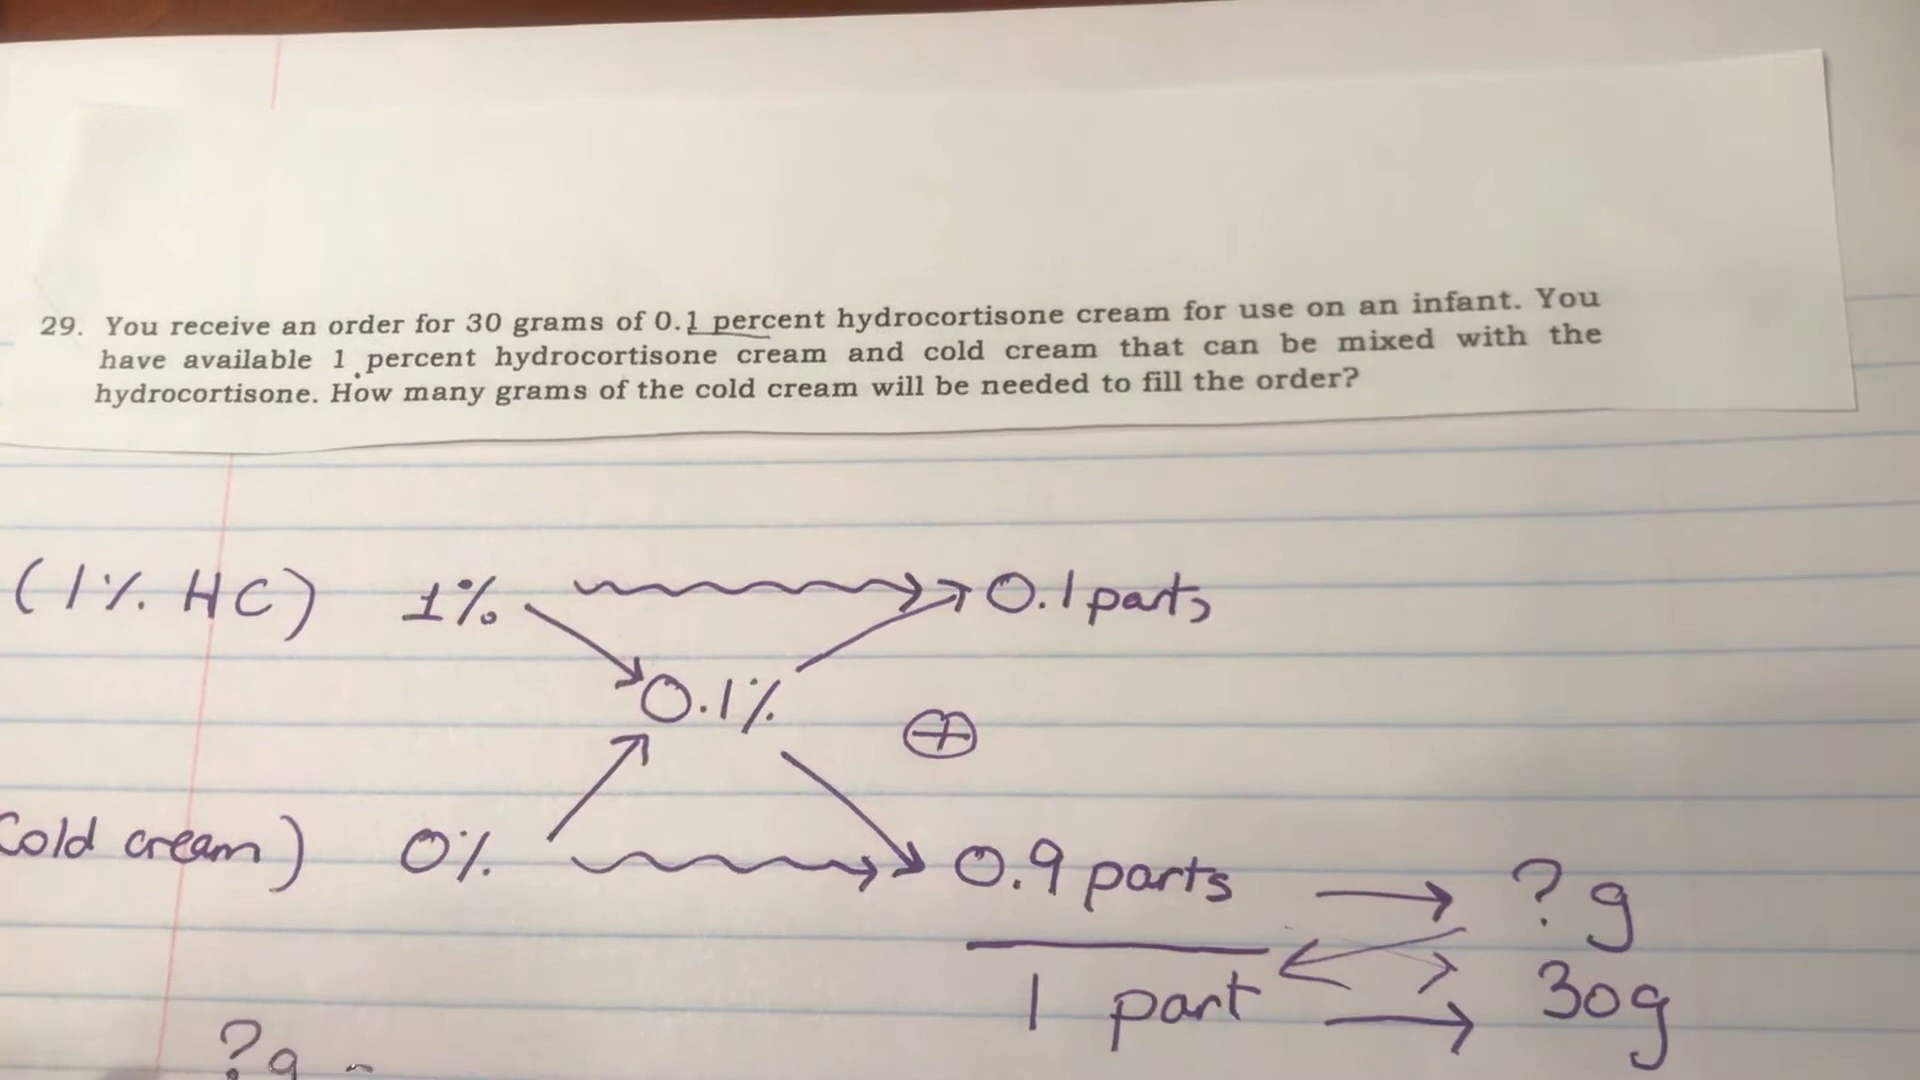 29. You receive an order for 30 grams of 0.1 percent hydrocortisone cream for use on an infant. You
have available 1 percent hydrocortisone cream and cold cream that can be mixed with the
hydrocortisone. How many grams of the cold cream will be needed to fill the order?
(1% HC) 1% 0.1 parts
0.1%
+
cold cream) 0% 0.9 parts ? g
1 part 30g
? g